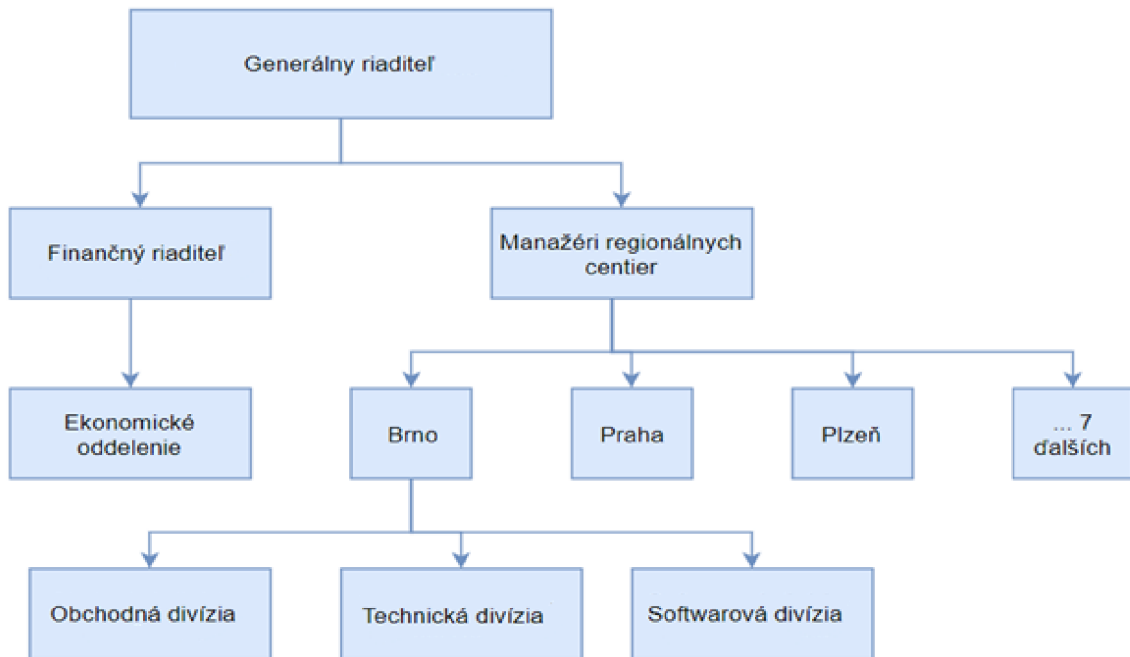 Generálny riaditeľ
Finančný riaditeľ
Manažéri regionálnych
centier
Ekonomické
oddelenie
Brno
Praha
Plzeň
... 7
ďalších
Obchodná divízia
Technická divízia
Softwarová divízia